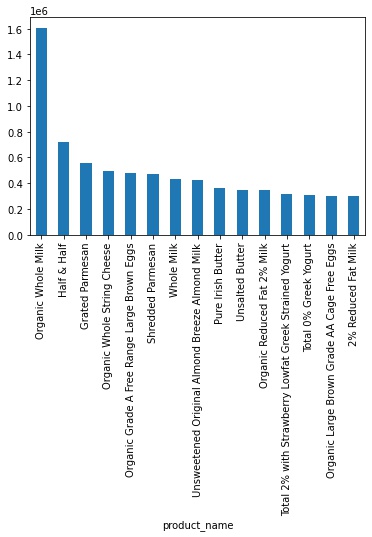 1e6
1.6
1.4
1.2
1.0
0.8
0.6
0.4
0.2
0.0
Organic Whole Milk
Half & Half
Grated Parmesan
Organic Whole String Cheese
Organic Grade A Free Range Large Brown Eggs
Shredded Parmesan
Whole Milk
Unsweetened Original Almond Breeze Almond Milk
Pure Irish Butter
Unsalted Butter
Organic Reduced Fat 2% Milk
Total 2% with Strawberry Lowfat Greek Strained Yogurt
Total 0% Greek Yogurt
Organic Large Brown Grade AA Cage Free Eggs
2% Reduced Fat Milk
product_name